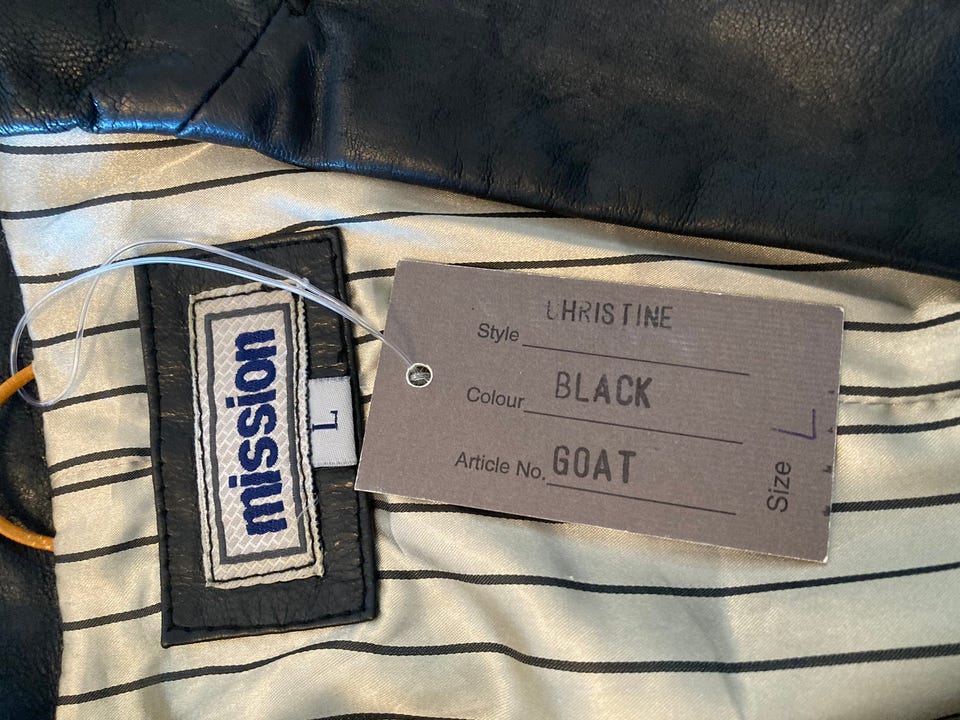 mission
L
Style CHRISTINE
Colour BLACK
Article No. GOAT
Size L